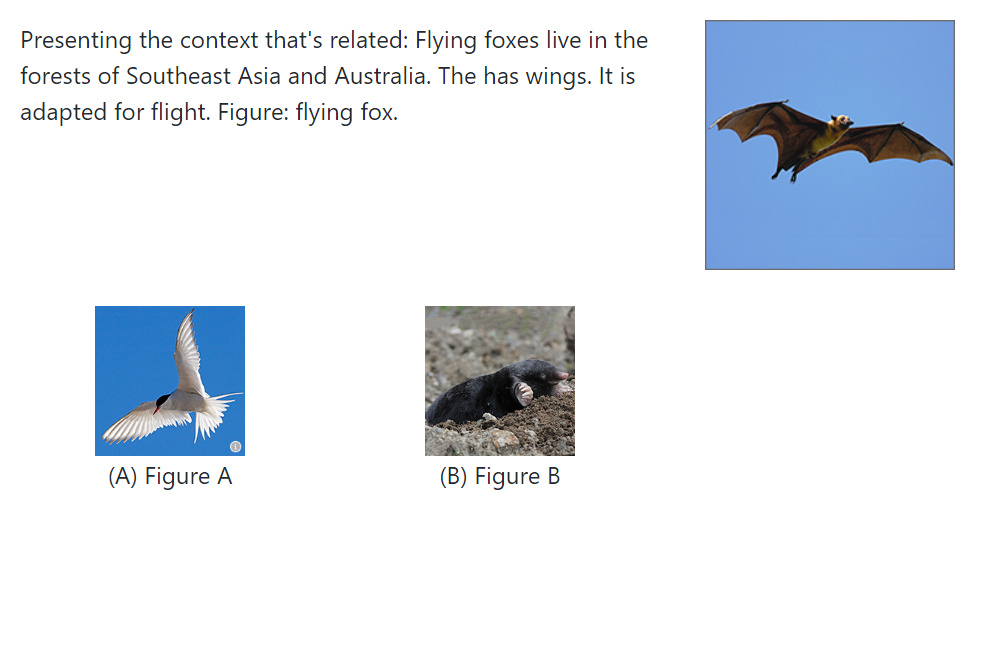 Presenting the context that's related: Flying foxes live in the
forests of Southeast Asia and Australia. The has wings. It is
adapted for flight. Figure: flying fox.
(A) Figure A
(B) Figure B